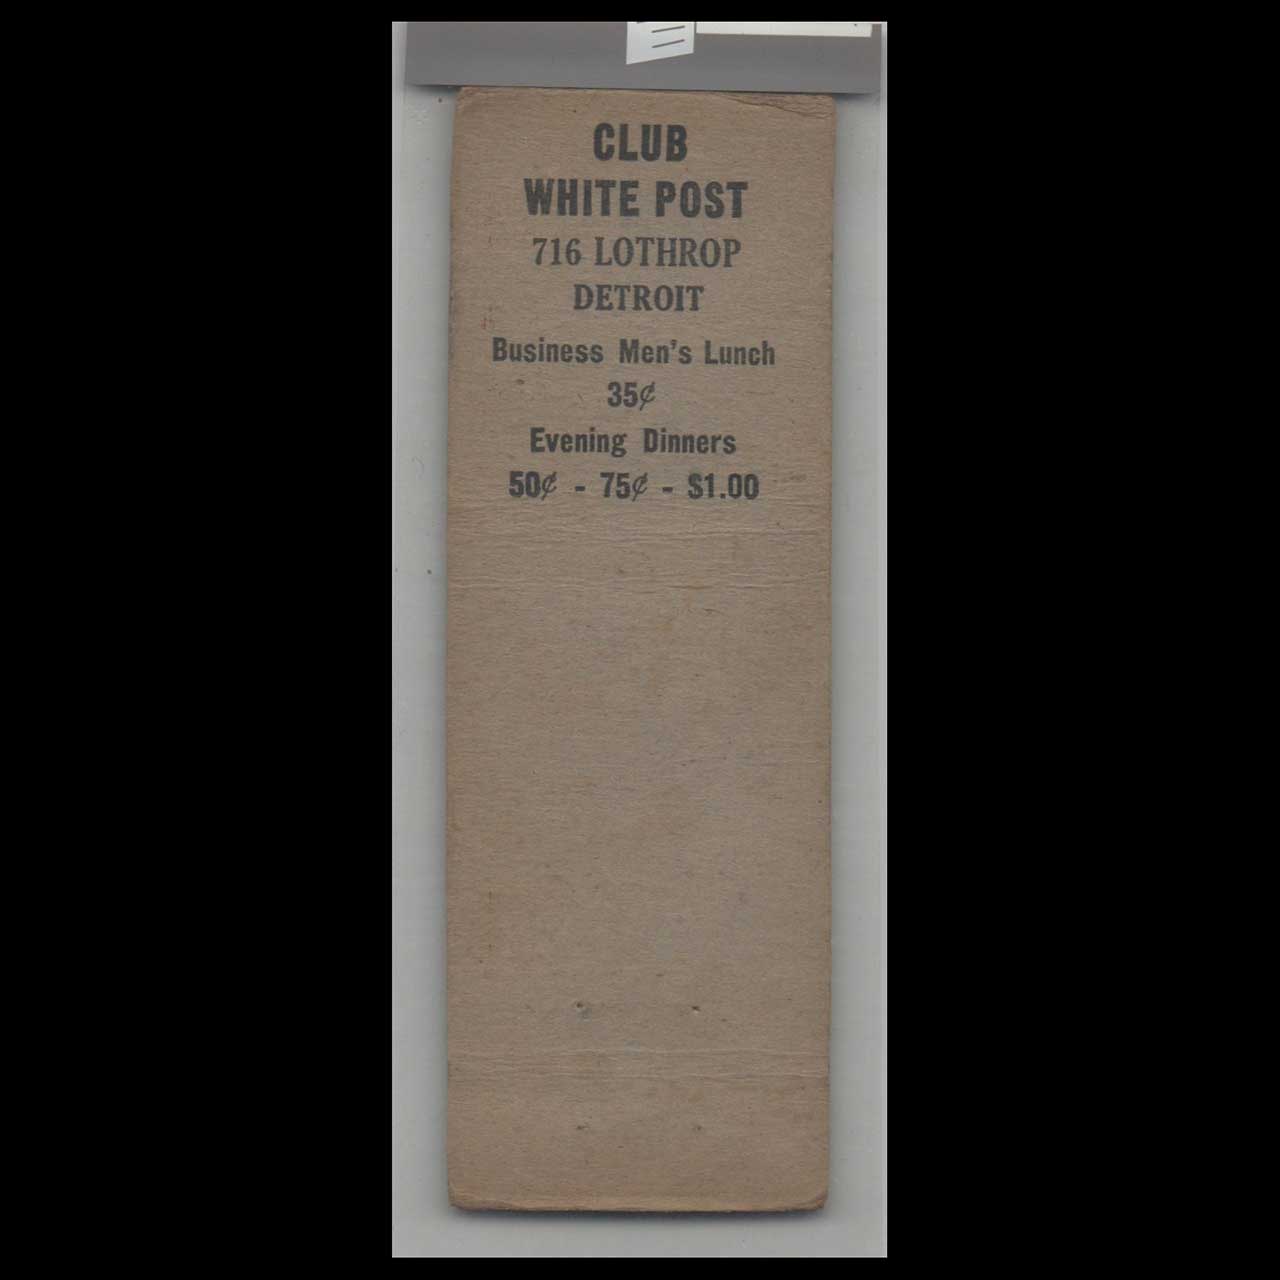 CLUB
WHITE POST
716 LOTHROP
DETROIT
Business Men's Lunch
35¢
Evening Dinners
50¢ - 75¢ - $1.00